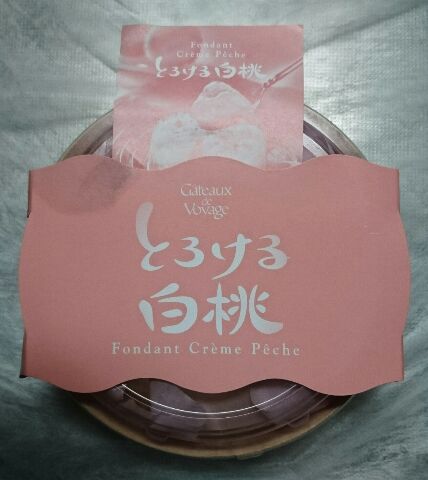 Fondant
Crème Pêche
とろける白桃
Gâteaux
de
Voyage
とろける
白桃
Fondant Crème Pêche